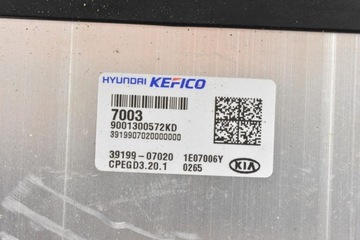 HYUNDAI KEFICO
7003
9001300572KD
3919907020000000
39199-07020 1E07006Y
CPEGD3.20.1 0265
KIA